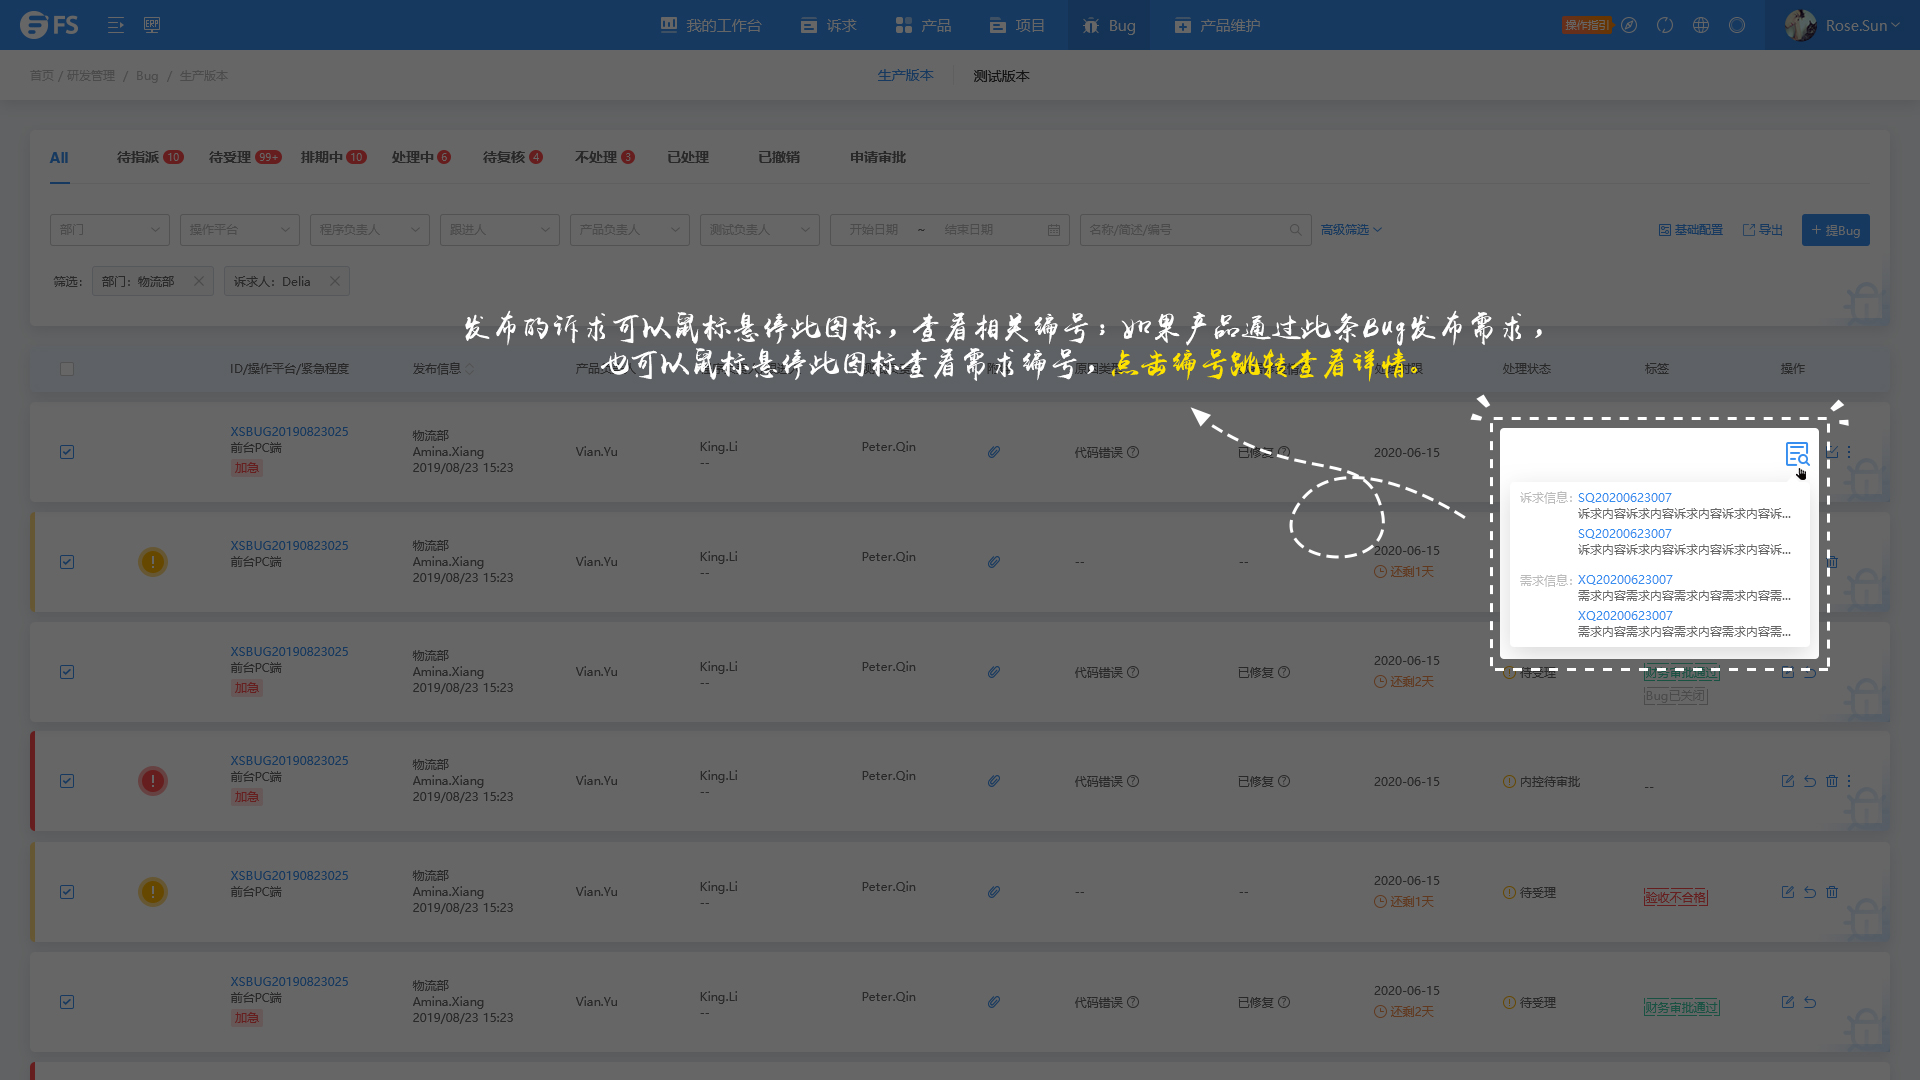 FS
ERP
我的工作台
诉求
产品
项目
Bug
产品维护
操作指引
Rose.Sun
首页 / 研发管理 / Bug / 生产版本
生产版本
测试版本
All
待指派 10
待受理 99+
排期中 10
处理中 6
待复核 4
不处理 3
已处理
已撤销
申请审批
部门
操作平台
程序负责人
跟进人
产品负责人
测试负责人
开始日期 ~ 结束日期
名称/简述/编号
高级筛选
基础配置
导出
+ 提Bug
筛选：
部门：物流部
诉求人：Delia
发布的诉求可以鼠标悬停此图标，查看相关编号；如果产品通过此条Bug发布需求，
也可以鼠标悬停此图标查看需求编号，点击编号跳转查看详情。
ID/操作平台/紧急程度
发布信息
处理状态
标签
操作
XSBUG20190823025
前台PC端
加急
物流部
Amina.Xiang
2019/08/23 15:23
Vian.Yu
King.Li
--
Peter.Qin
代码错误
已修复
2020-06-15
诉求信息：
SQ20200623007
诉求内容诉求内容诉求内容诉求内容诉...
SQ20200623007
诉求内容诉求内容诉求内容诉求内容诉...
需求信息：
XQ20200623007
需求内容需求内容需求内容需求内容需...
XQ20200623007
需求内容需求内容需求内容需求内容需...
XSBUG20190823025
前台PC端
物流部
Amina.Xiang
2019/08/23 15:23
Vian.Yu
King.Li
--
Peter.Qin
--
--
2020-06-15
还剩1天
XSBUG20190823025
前台PC端
加急
物流部
Amina.Xiang
2019/08/23 15:23
Vian.Yu
King.Li
--
Peter.Qin
代码错误
已修复
2020-06-15
还剩2天
待受理
财务审批通过
Bug已关闭
XSBUG20190823025
前台PC端
加急
物流部
Amina.Xiang
2019/08/23 15:23
Vian.Yu
King.Li
--
Peter.Qin
代码错误
已修复
2020-06-15
内控待审批
--
XSBUG20190823025
前台PC端
物流部
Amina.Xiang
2019/08/23 15:23
Vian.Yu
King.Li
--
Peter.Qin
--
--
2020-06-15
还剩1天
待受理
验收不合格
XSBUG20190823025
前台PC端
加急
物流部
Amina.Xiang
2019/08/23 15:23
Vian.Yu
King.Li
--
Peter.Qin
代码错误
已修复
2020-06-15
还剩2天
待受理
财务审批通过